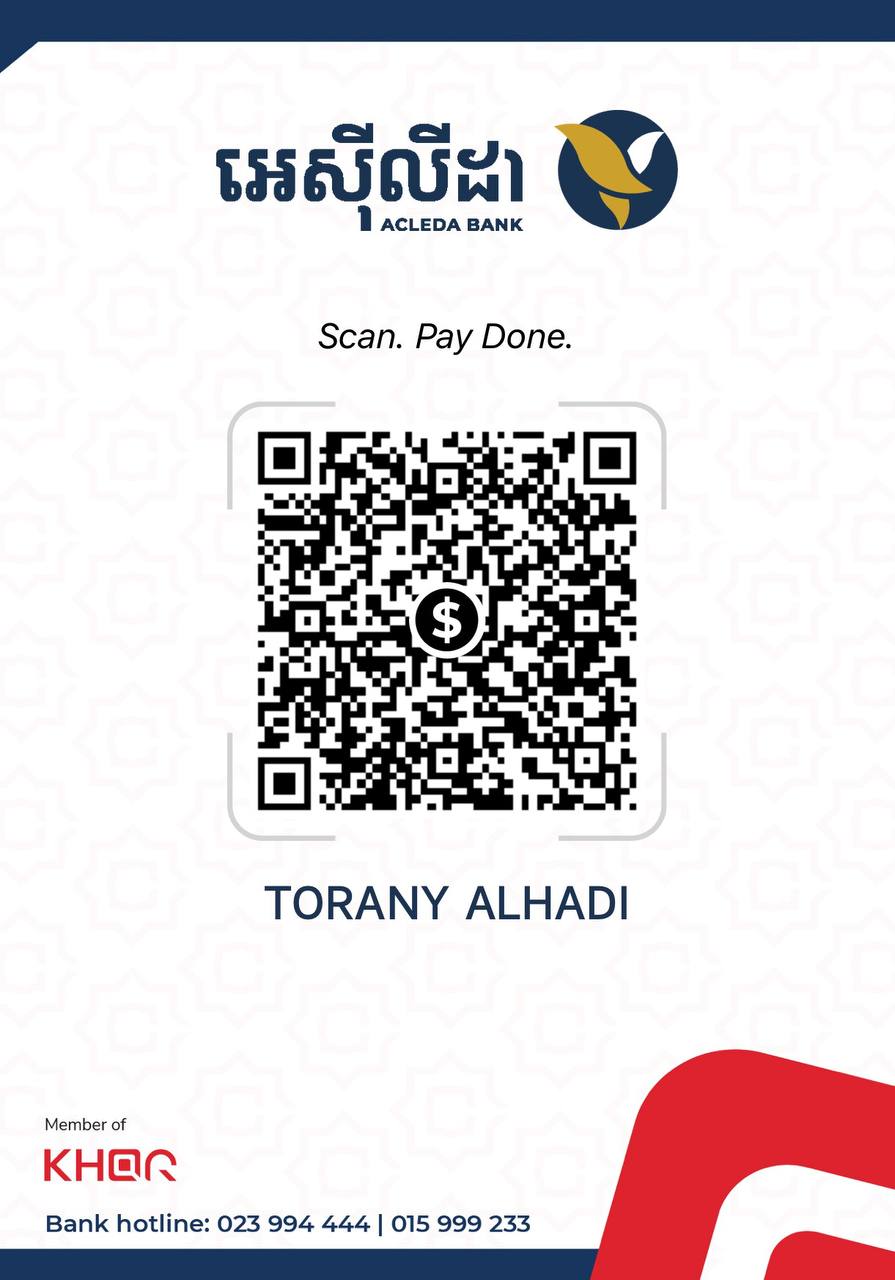 អេស៊ីលីដា
ACLEDA BANK
Scan. Pay Done.
$
TORANY ALHADI
Member of
KHQR
Bank hotline: 023 994 444 | 015 999 233